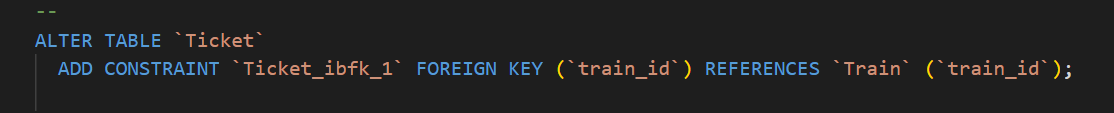 --
ALTER TABLE `Ticket`
ADD CONSTRAINT `Ticket_ibfk_1` FOREIGN KEY (`train_id`) REFERENCES `Train` (`train_id`);